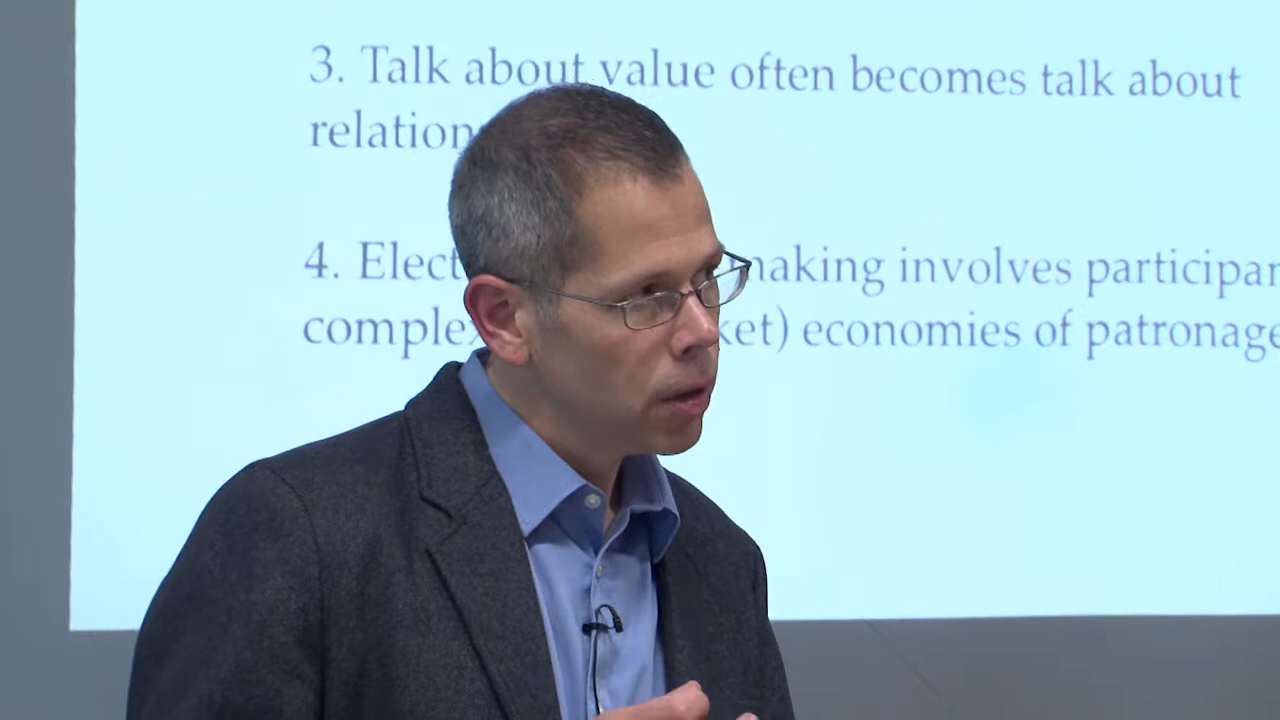 3. Talk about value often becomes talk about
relation
4. Elect making involves participan
complex ket) economies of patronage